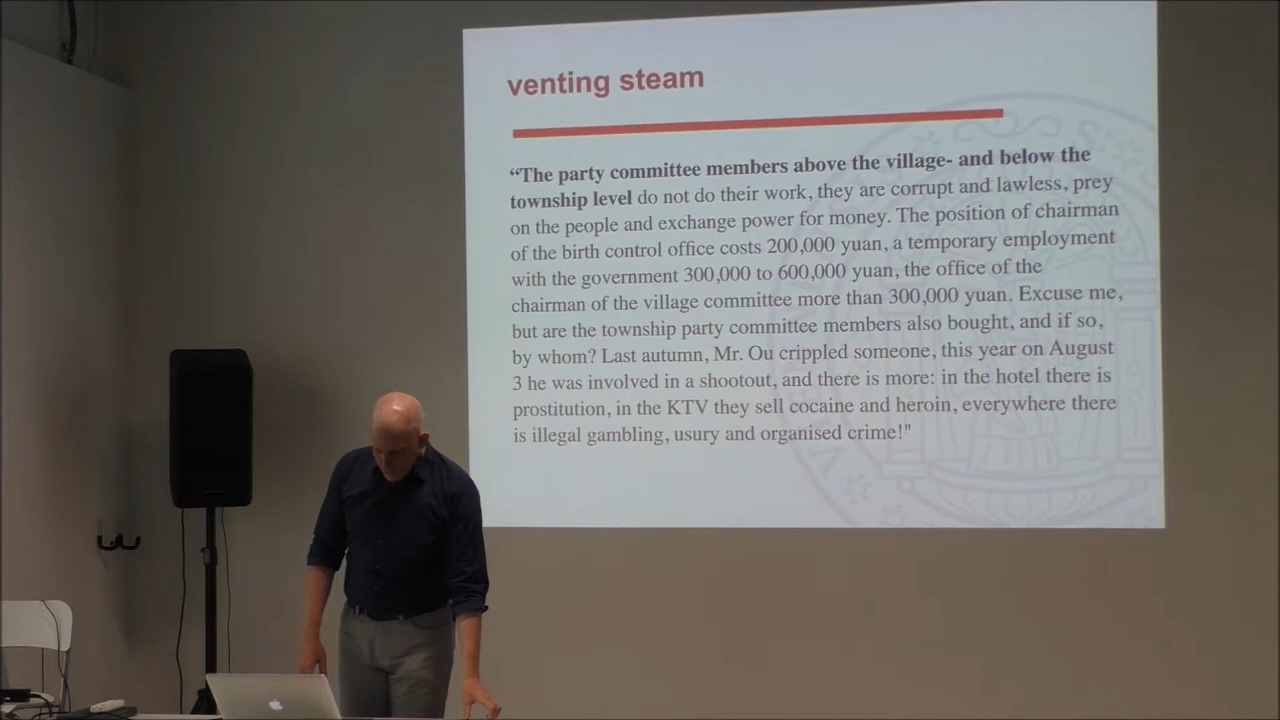 venting steam
“The party committee members above the village- and below the
township level do not do their work, they are corrupt and lawless, prey
on the people and exchange power for money. The position of chairman
of the birth control office costs 200,000 yuan, a temporary employment
with the government 300,000 to 600,000 yuan, the office of the
chairman of the village committee more than 300,000 yuan. Excuse me,
but are the township party committee members also bought, and if so,
by whom? Last autumn, Mr. Ou crippled someone, this year on August
3 he was involved in a shootout, and there is more: in the hotel there is
prostitution, in the KTV they sell cocaine and heroin, everywhere there
is illegal gambling, usury and organised crime!"